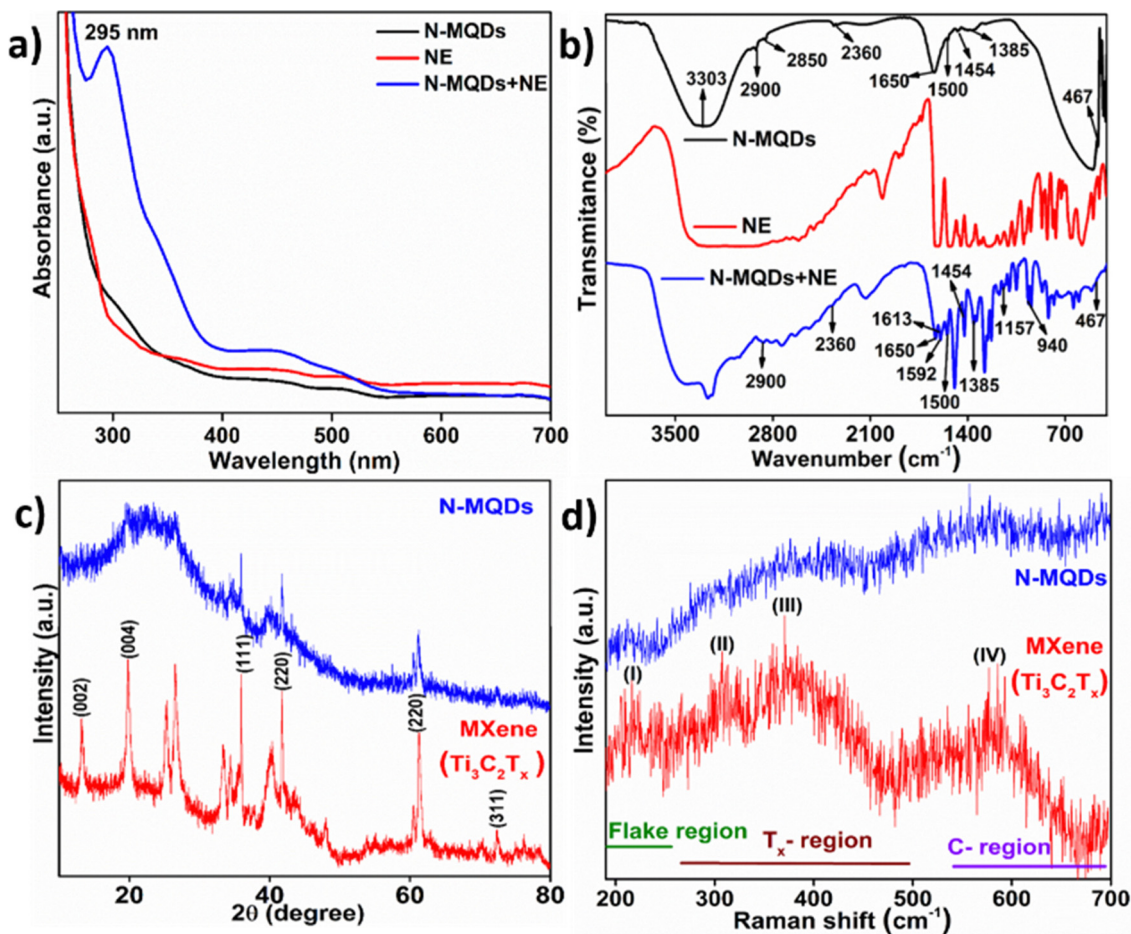 a)
295 nm
N-MQDs
NE
N-MQDs+NE
Absorbance (a.u.)
300
400
500
600
700
Wavelength (nm)
b)
3303
2900
2850
2360
1650
1500
1454
1385
467
N-MQDs
NE
N-MQDs+NE
2900
2360
1613
1650
1592
1500
1454
1385
1157
940
467
Transmitance (%)
3500
2800
2100
1400
700
Wavenumber (cm⁻¹)
c)
N-MQDs
(002)
(004)
(111)
(220)
(220)
(311)
MXene
(Ti₃C₂Tₓ)
Intensity (a.u.)
20
40
60
80
2θ (degree)
d)
N-MQDs
(I)
(II)
(III)
(IV)
MXene
(Ti₃C₂Tₓ)
Flake region
Tₓ- region
C- region
Intensity (a.u.)
200
300
400
500
600
700
Raman shift (cm⁻¹)